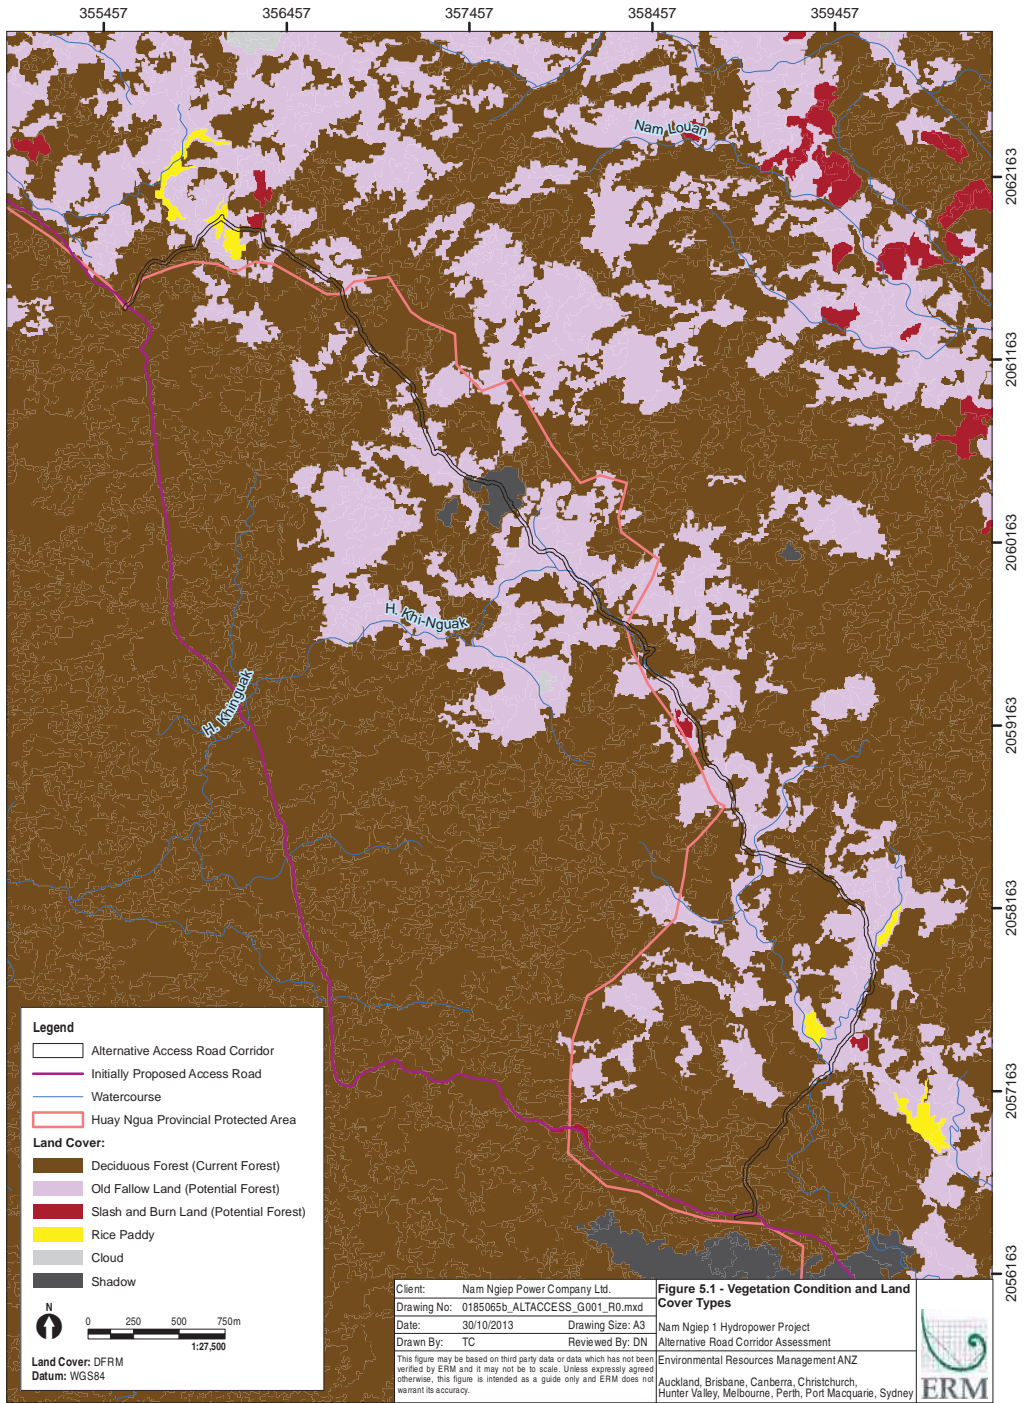 355457 356457 357457 358457 359457
Nam Louan
2062163
2061163
2060163
H. Khi-Nguak
H. Khinguak
2059163
2058163
2057163
2056163
Legend
Alternative Access Road Corridor
Initially Proposed Access Road
Watercourse
Huay Ngua Provincial Protected Area
Land Cover:
Deciduous Forest (Current Forest)
Old Fallow Land (Potential Forest)
Slash and Burn Land (Potential Forest)
Rice Paddy
Cloud
Shadow
N
0 250 500 750m
1:27,500
Land Cover: DFRM
Datum: WGS84
Client: Nam Ngiep Power Company Ltd.
Drawing No: 0185065b_ALTACCESS_G001_R0.mxd
Date: 30/10/2013 Drawing Size: A3
Drawn By: TC Reviewed By: DN
This figure may be based on third party data or data which has not been
verified by ERM and it may not be to scale. Unless expressly agreed
otherwise, this figure is intended as a guide only and ERM does not
warrant its accuracy.
Figure 5.1 - Vegetation Condition and Land
Cover Types
Nam Ngiep 1 Hydropower Project
Alternative Road Corridor Assessment
Environmental Resources Management ANZ
Auckland, Brisbane, Canberra, Christchurch,
Hunter Valley, Melbourne, Perth, Port Macquarie, Sydney
ERM